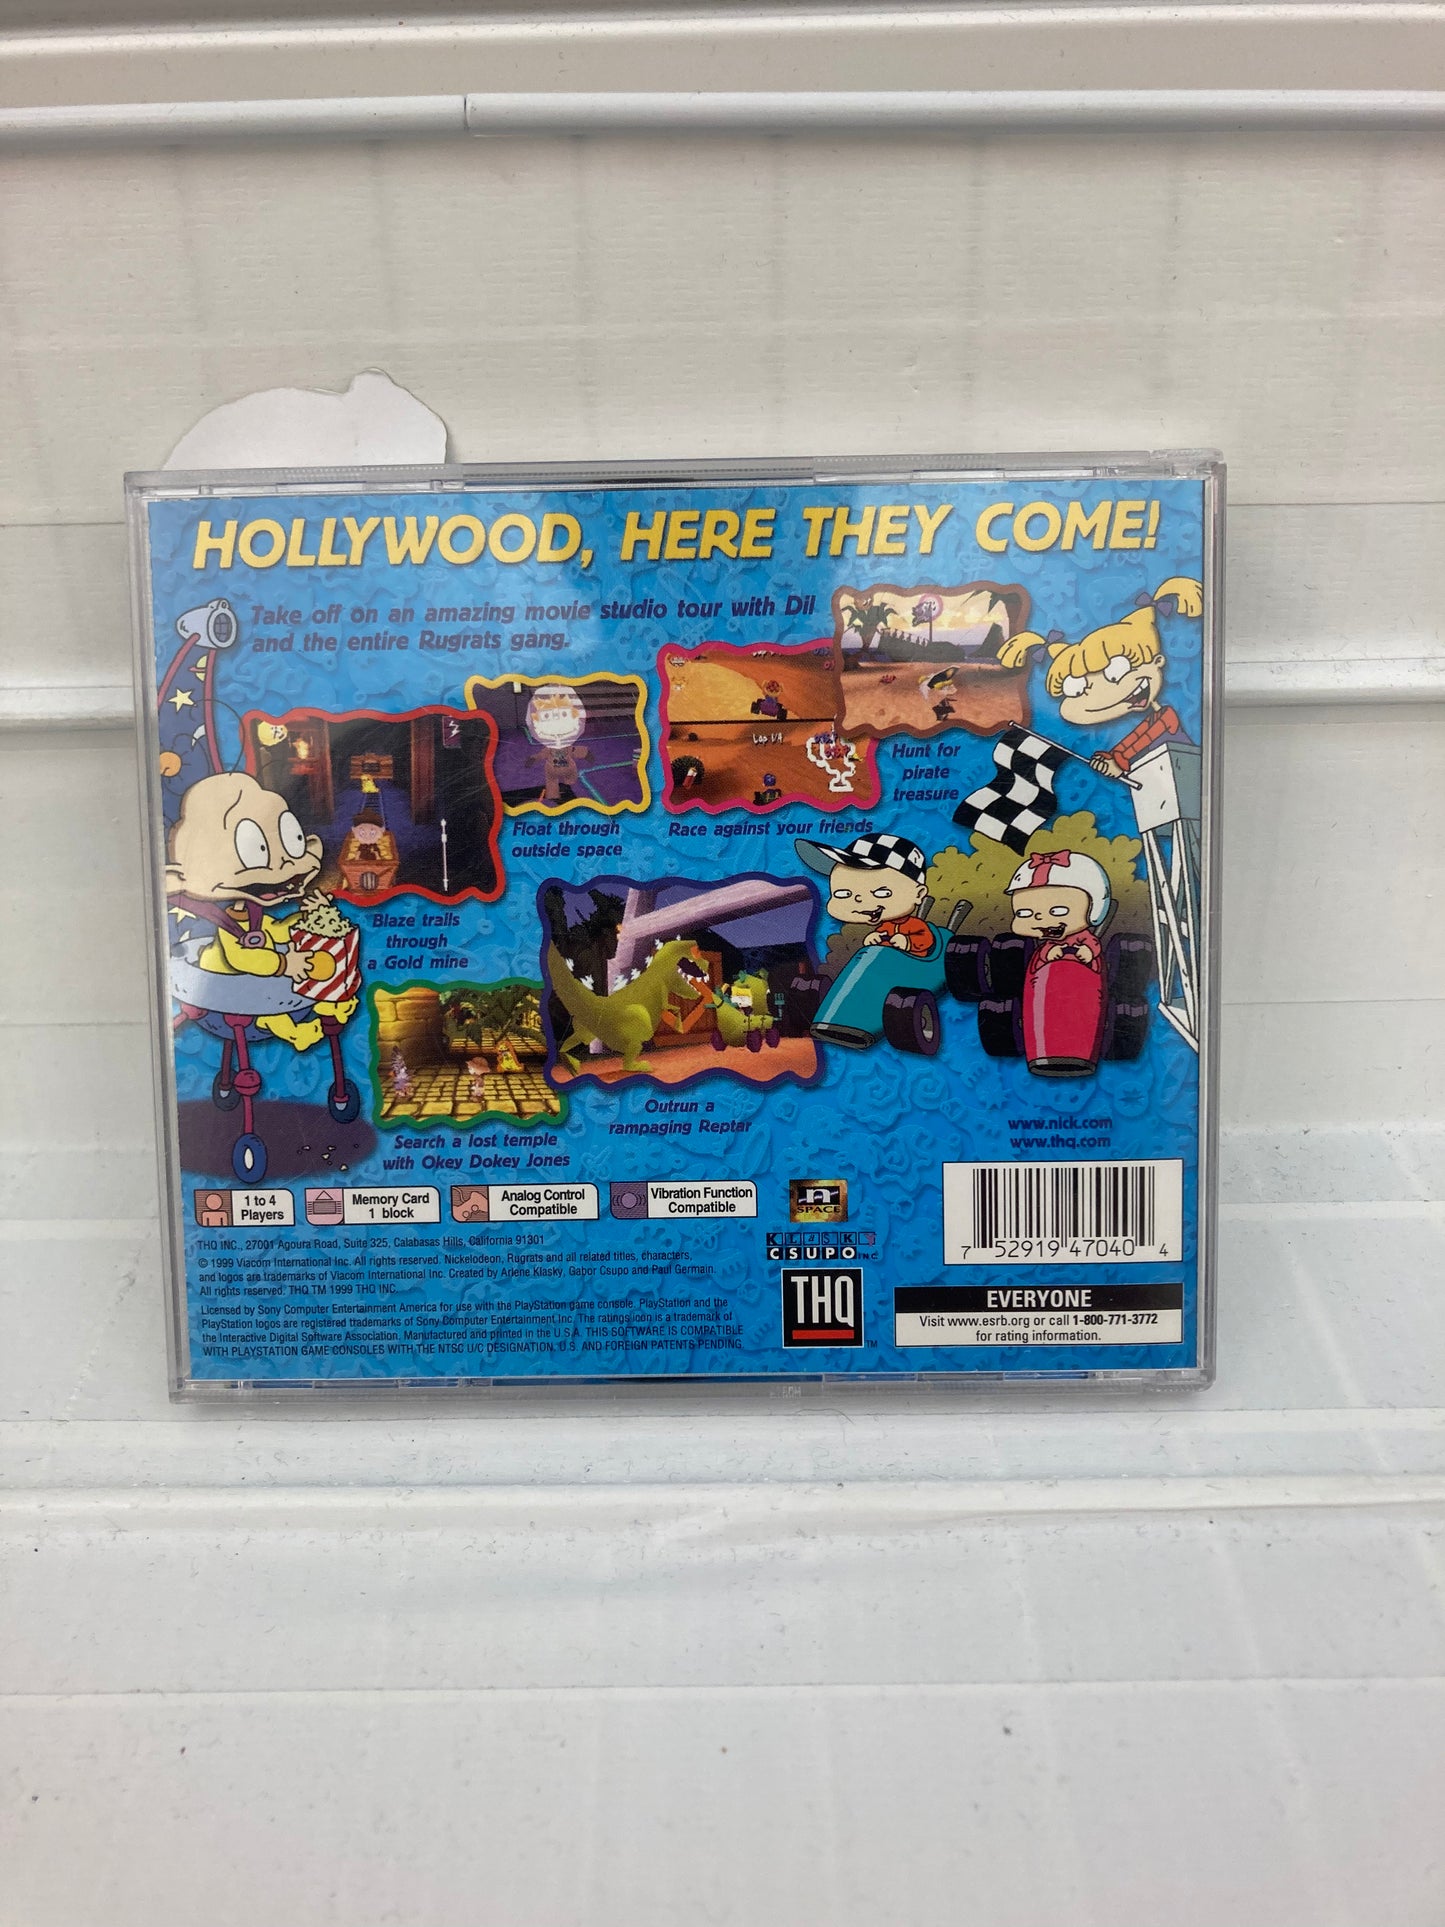 HOLLYWOOD, HERE THEY COME!
Take off on an amazing movie studio tour with Dil
and the entire Rugrats gang.
Lap 1/4
Hunt for
pirate
treasure
Float through
outside space
Race against your friends
Blaze trails
through
a Gold mine
Outrun a
rampaging Reptar
Search a lost temple
with Okey Dokey Jones
www.nick.com
www.thq.com
1 to 4
Players
Memory Card
1 block
Analog Control
Compatible
Vibration Function
Compatible
n
SPACE
KLASKY
CSUPO INC.
THQ
TM
7 52919 47040 4
EVERYONE
Visit www.esrb.org or call 1-800-771-3772
for rating information.
THQ INC., 27001 Agoura Road, Suite 325, Calabasas Hills, California 91301
© 1999 Viacom International Inc. All rights reserved. Nickelodeon, Rugrats and all related titles, characters,
and logos are trademarks of Viacom International Inc. Created by Arlene Klasky, Gabor Csupo and Paul Germain.
All rights reserved. THQ TM 1999 THQ INC.
Licensed by Sony Computer Entertainment America for use with the PlayStation game console. PlayStation and the
PlayStation logos are registered trademarks of Sony Computer Entertainment Inc. The ratings icon is a trademark of
the Interactive Digital Software Association. Manufactured and printed in the U.S.A. THIS SOFTWARE IS COMPATIBLE
WITH PLAYSTATION GAME CONSOLES WITH THE NTSC U/C DESIGNATION. U.S. AND FOREIGN PATENTS PENDING.